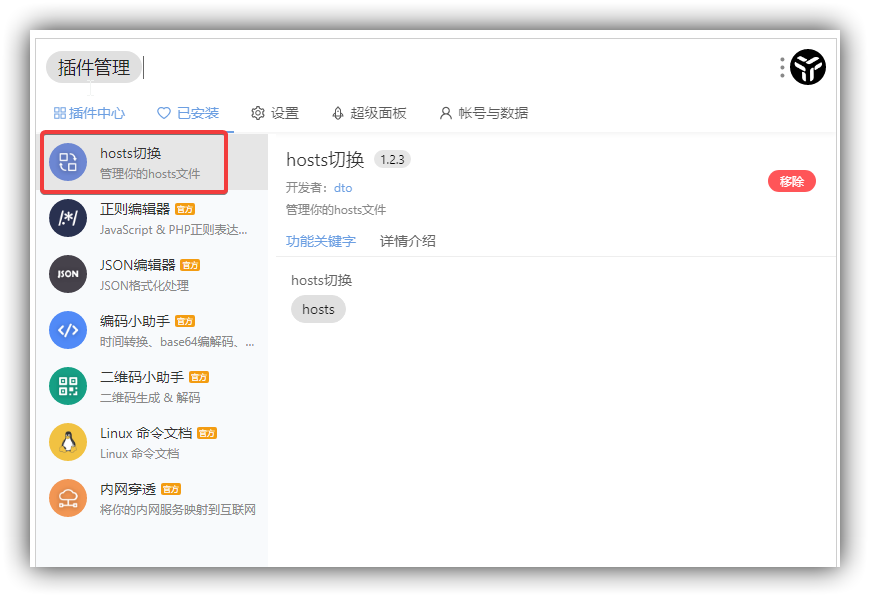 插件管理
插件中心 已安装 设置 超级面板 帐号与数据
hosts切换
管理你的hosts文件
/.*/ 正则编辑器 官方
JavaScript & PHP正则表达...
JSON JSON编辑器 官方
JSON格式化处理
</> 编码小助手 官方
时间转换、base64编解码、...
二维码小助手 官方
二维码生成 & 解码
Linux 命令文档 官方
Linux 命令文档
内网穿透 官方
将你的内网服务映射到互联网
hosts切换 1.2.3
开发者: dto
移除
管理你的hosts文件
功能关键字 详情介绍
hosts切换
hosts